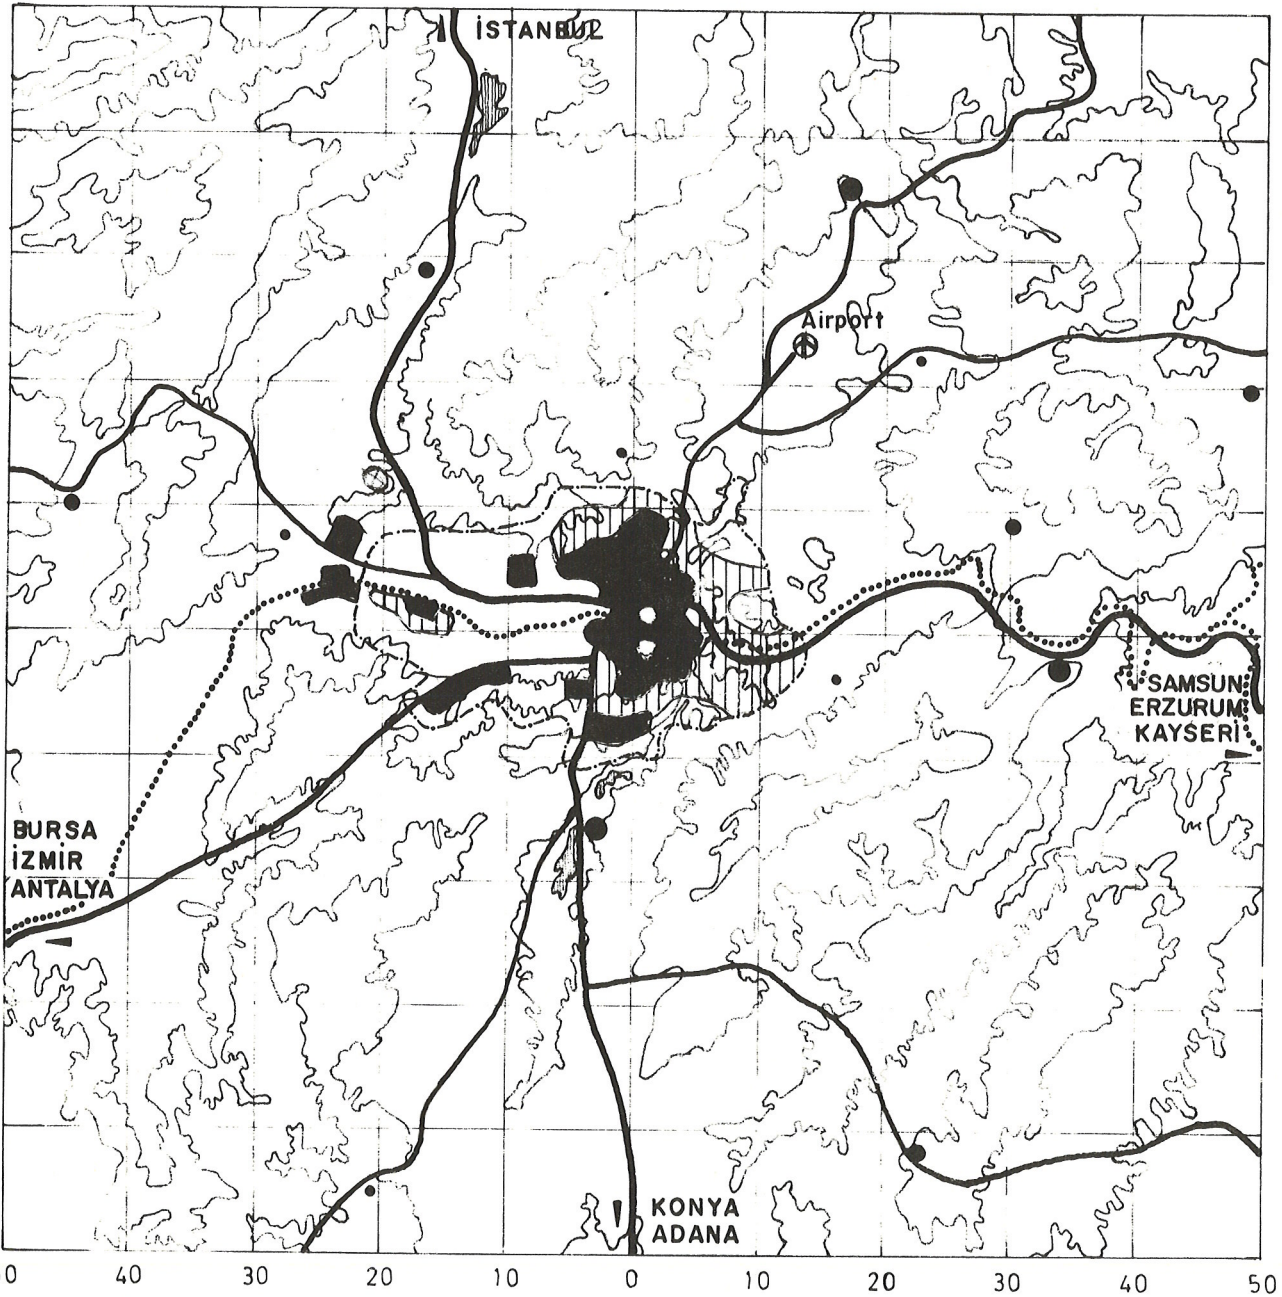 İSTANBUL
Airport
SAMSUN
ERZURUM
KAYSERİ
BURSA
İZMİR
ANTALYA
KONYA
ADANA
0 40 30 20 10 0 10 20 30 40 50